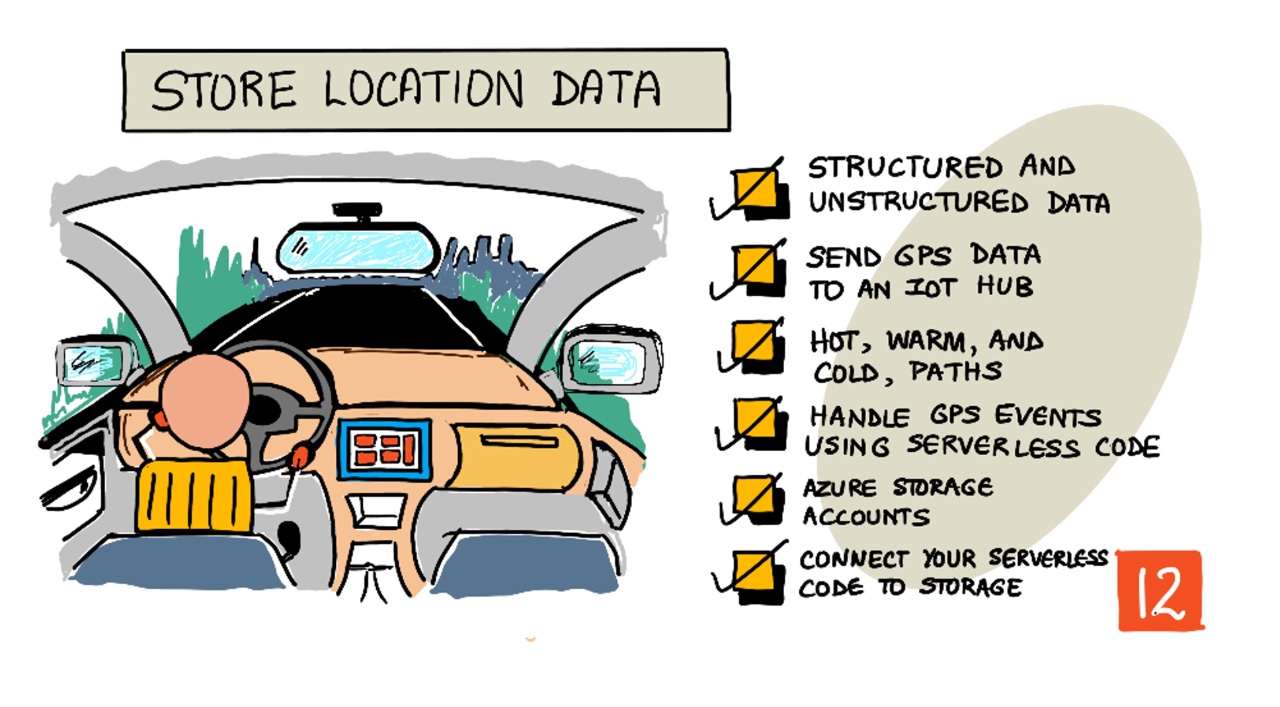 STORE LOCATION DATA
STRUCTURED AND
UNSTRUCTURED DATA
SEND GPS DATA
TO AN IOT HUB
HOT, WARM, AND
COLD, PATHS
HANDLE GPS EVENTS
USING SERVERLESS CODE
AZURE STORAGE
ACCOUNTS
CONNECT YOUR SERVERLESS
CODE TO STORAGE
12